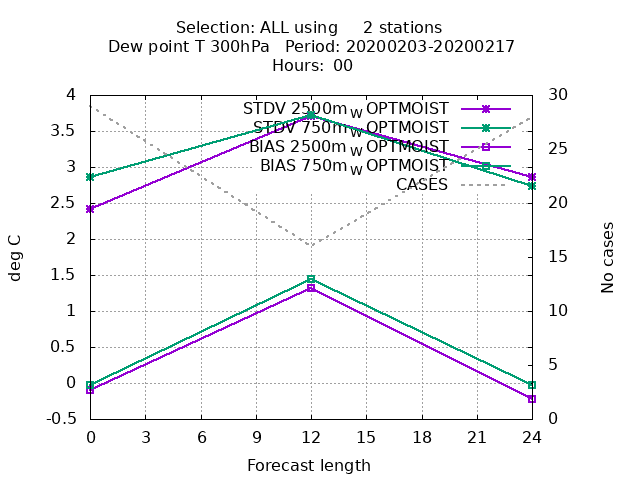 Selection: ALL using     2 stations
Dew point T 300hPa   Period: 20200203-20200217
Hours:  00
4
3.5
3
2.5
2
1.5
1
0.5
0
-0.5
deg C
STDV 2500m_W OPTMOIST
STDV 750m_W OPTMOIST
BIAS 2500m_W OPTMOIST
BIAS 750m_W OPTMOIST
CASES
30
25
20
15
10
5
0
No cases
0 3 6 9 12 15 18 21 24
Forecast length